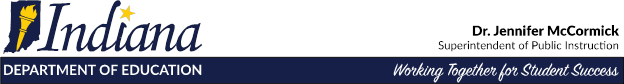 Indiana
Dr. Jennifer McCormick
Superintendent of Public Instruction
DEPARTMENT OF EDUCATION
Working Together for Student Success